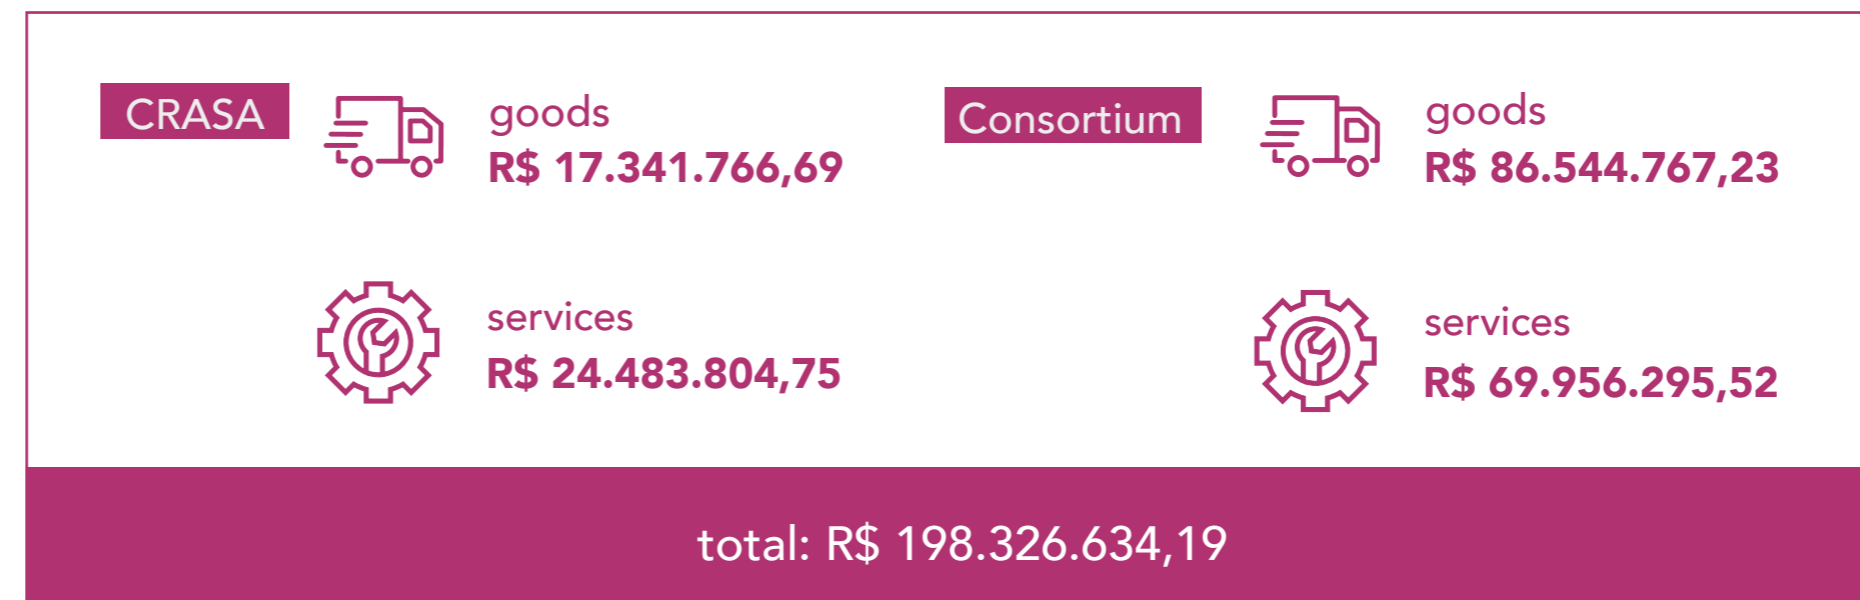 CRASA
goods
R$ 17.341.766,69
services
R$ 24.483.804,75
Consortium
goods
R$ 86.544.767,23
services
R$ 69.956.295,52
total: R$ 198.326.634,19